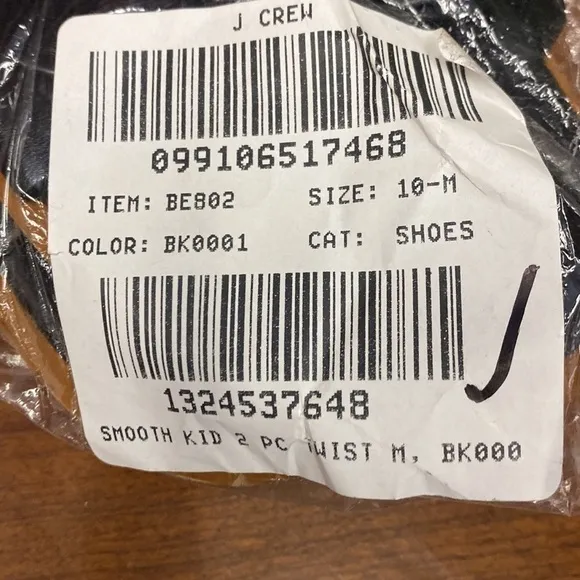 J CREW
099106517468
ITEM: BE802 SIZE: 10-M
COLOR: BK0001 CAT: SHOES
1324537648
SMOOTH KID 2 PC TWIST M, BK000